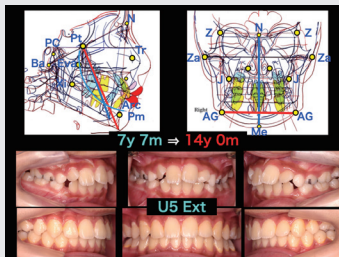 N
Pt
PO
Tr
Ba
Pm
N
Z
Z
Za
Za
J
J
Right
AG
AG
Me
7y 7m ⇒ 14y 0m
U5 Ext